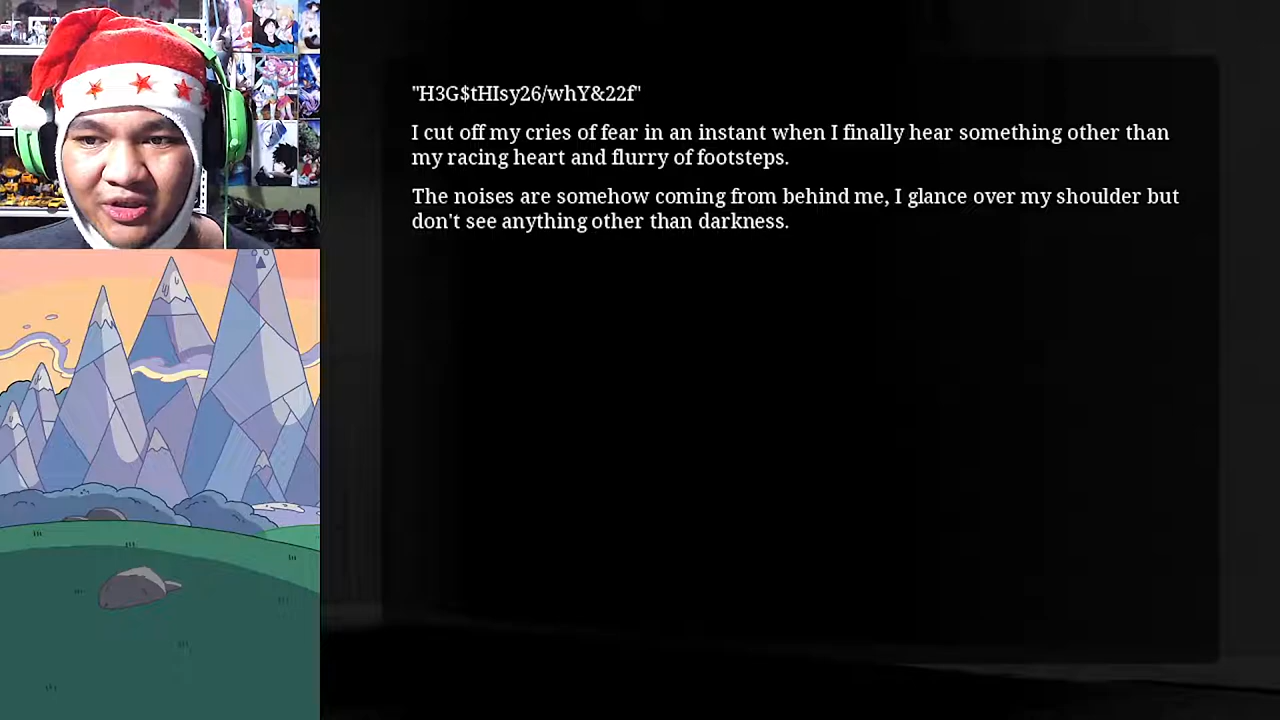 "H3G$tHIsy26/whY&22f"
I cut off my cries of fear in an instant when I finally hear something other than
my racing heart and flurry of footsteps.
The noises are somehow coming from behind me, I glance over my shoulder but
don't see anything other than darkness.